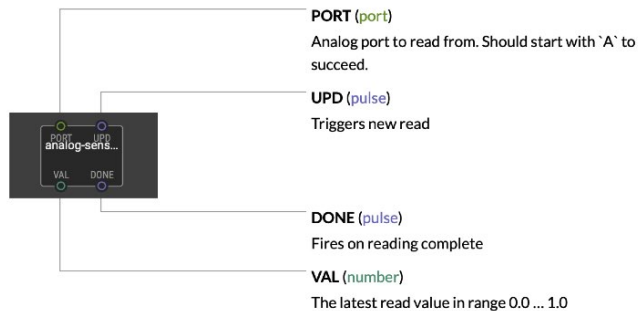 PORT (port)
Analog port to read from. Should start with `A` to
succeed.
UPD (pulse)
Triggers new read
PORT UPD
analog-sens...
VAL DONE
DONE (pulse)
Fires on reading complete
VAL (number)
The latest read value in range 0.0 ... 1.0